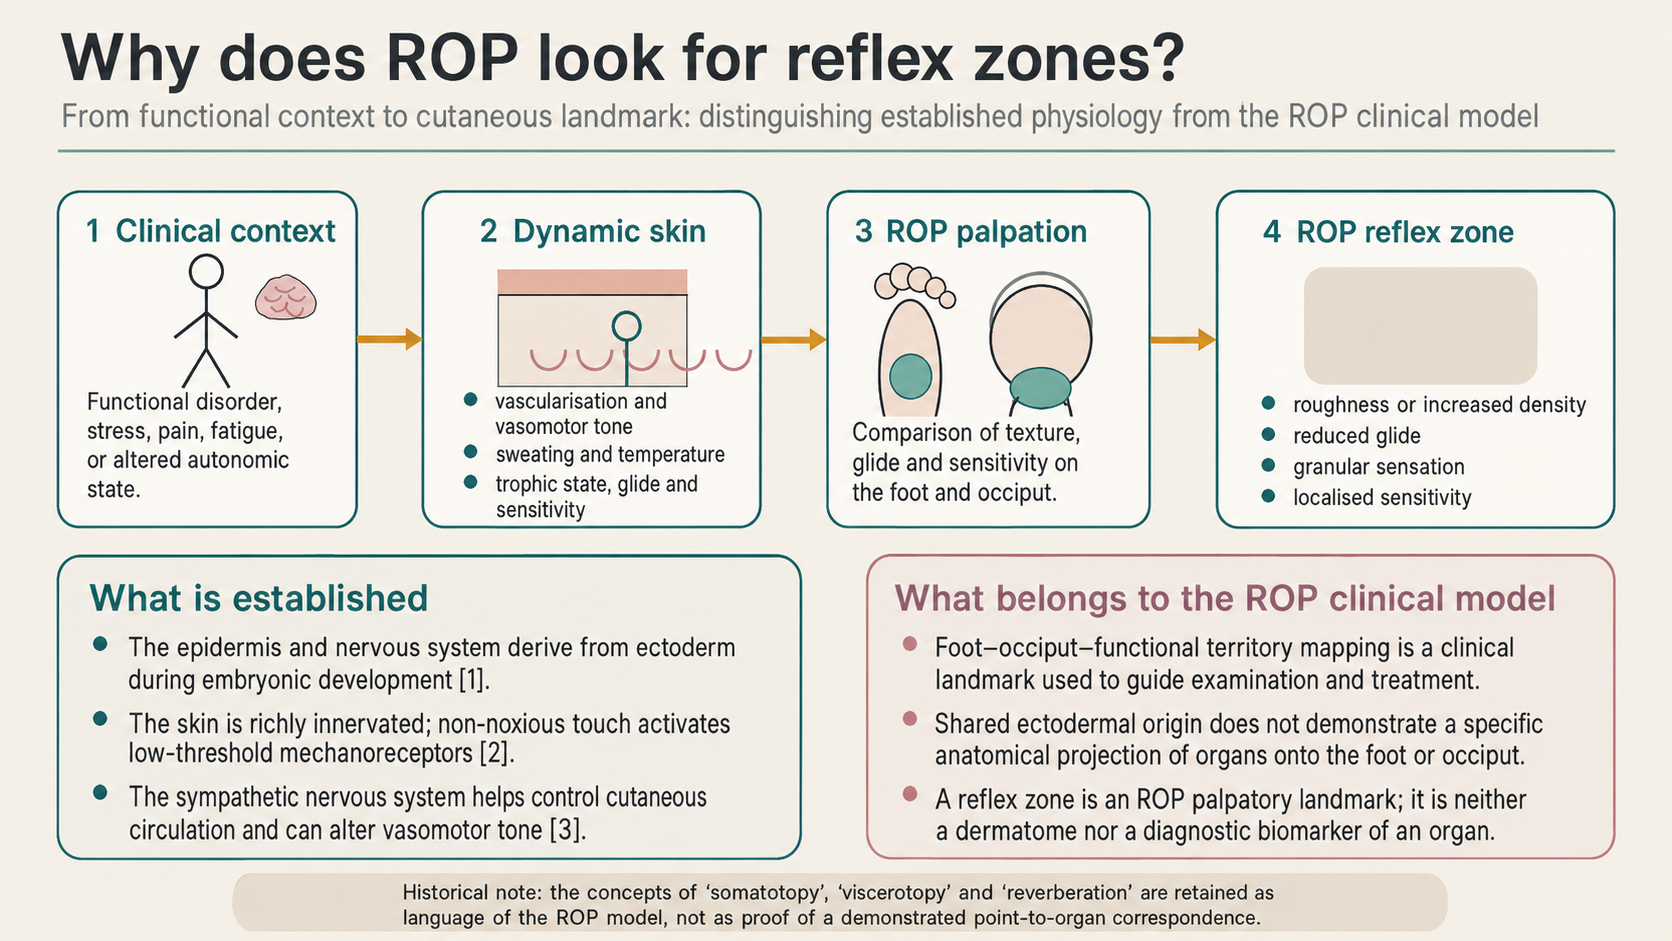 Why does ROP look for reflex zones?
From functional context to cutaneous landmark: distinguishing established physiology from the ROP clinical model
1 Clinical context
Functional disorder,
stress, pain, fatigue,
or altered autonomic
state.
2 Dynamic skin
vascularisation and
vasomotor tone
sweating and temperature
trophic state, glide and
sensitivity
3 ROP palpation
Comparison of texture,
glide and sensitivity on
the foot and occiput.
4 ROP reflex zone
roughness or increased density
reduced glide
granular sensation
localised sensitivity
What is established
The epidermis and nervous system derive from ectoderm
during embryonic development [1].
The skin is richly innervated; non-noxious touch activates
low-threshold mechanoreceptors [2].
The sympathetic nervous system helps control cutaneous
circulation and can alter vasomotor tone [3].
What belongs to the ROP clinical model
Foot–occiput–functional territory mapping is a clinical
landmark used to guide examination and treatment.
Shared ectodermal origin does not demonstrate a specific
anatomical projection of organs onto the foot or occiput.
A reflex zone is an ROP palpatory landmark; it is neither
a dermatome nor a diagnostic biomarker of an organ.
Historical note: the concepts of ‘somatotopy’, ‘viscerotopy’ and ‘reverberation’ are retained as
language of the ROP model, not as proof of a demonstrated point-to-organ correspondence.